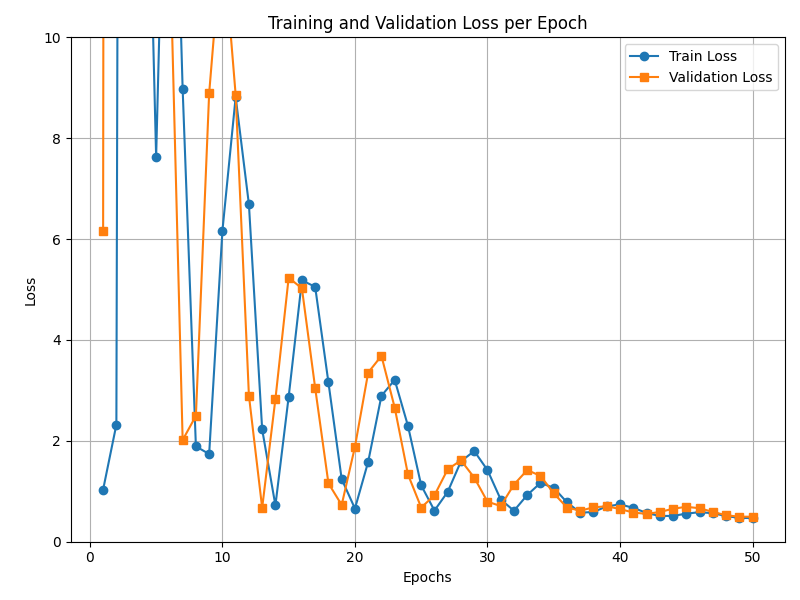 Training and Validation Loss per Epoch
Train Loss
Validation Loss
Loss
10
8
6
4
2
0
0 10 20 30 40 50
Epochs